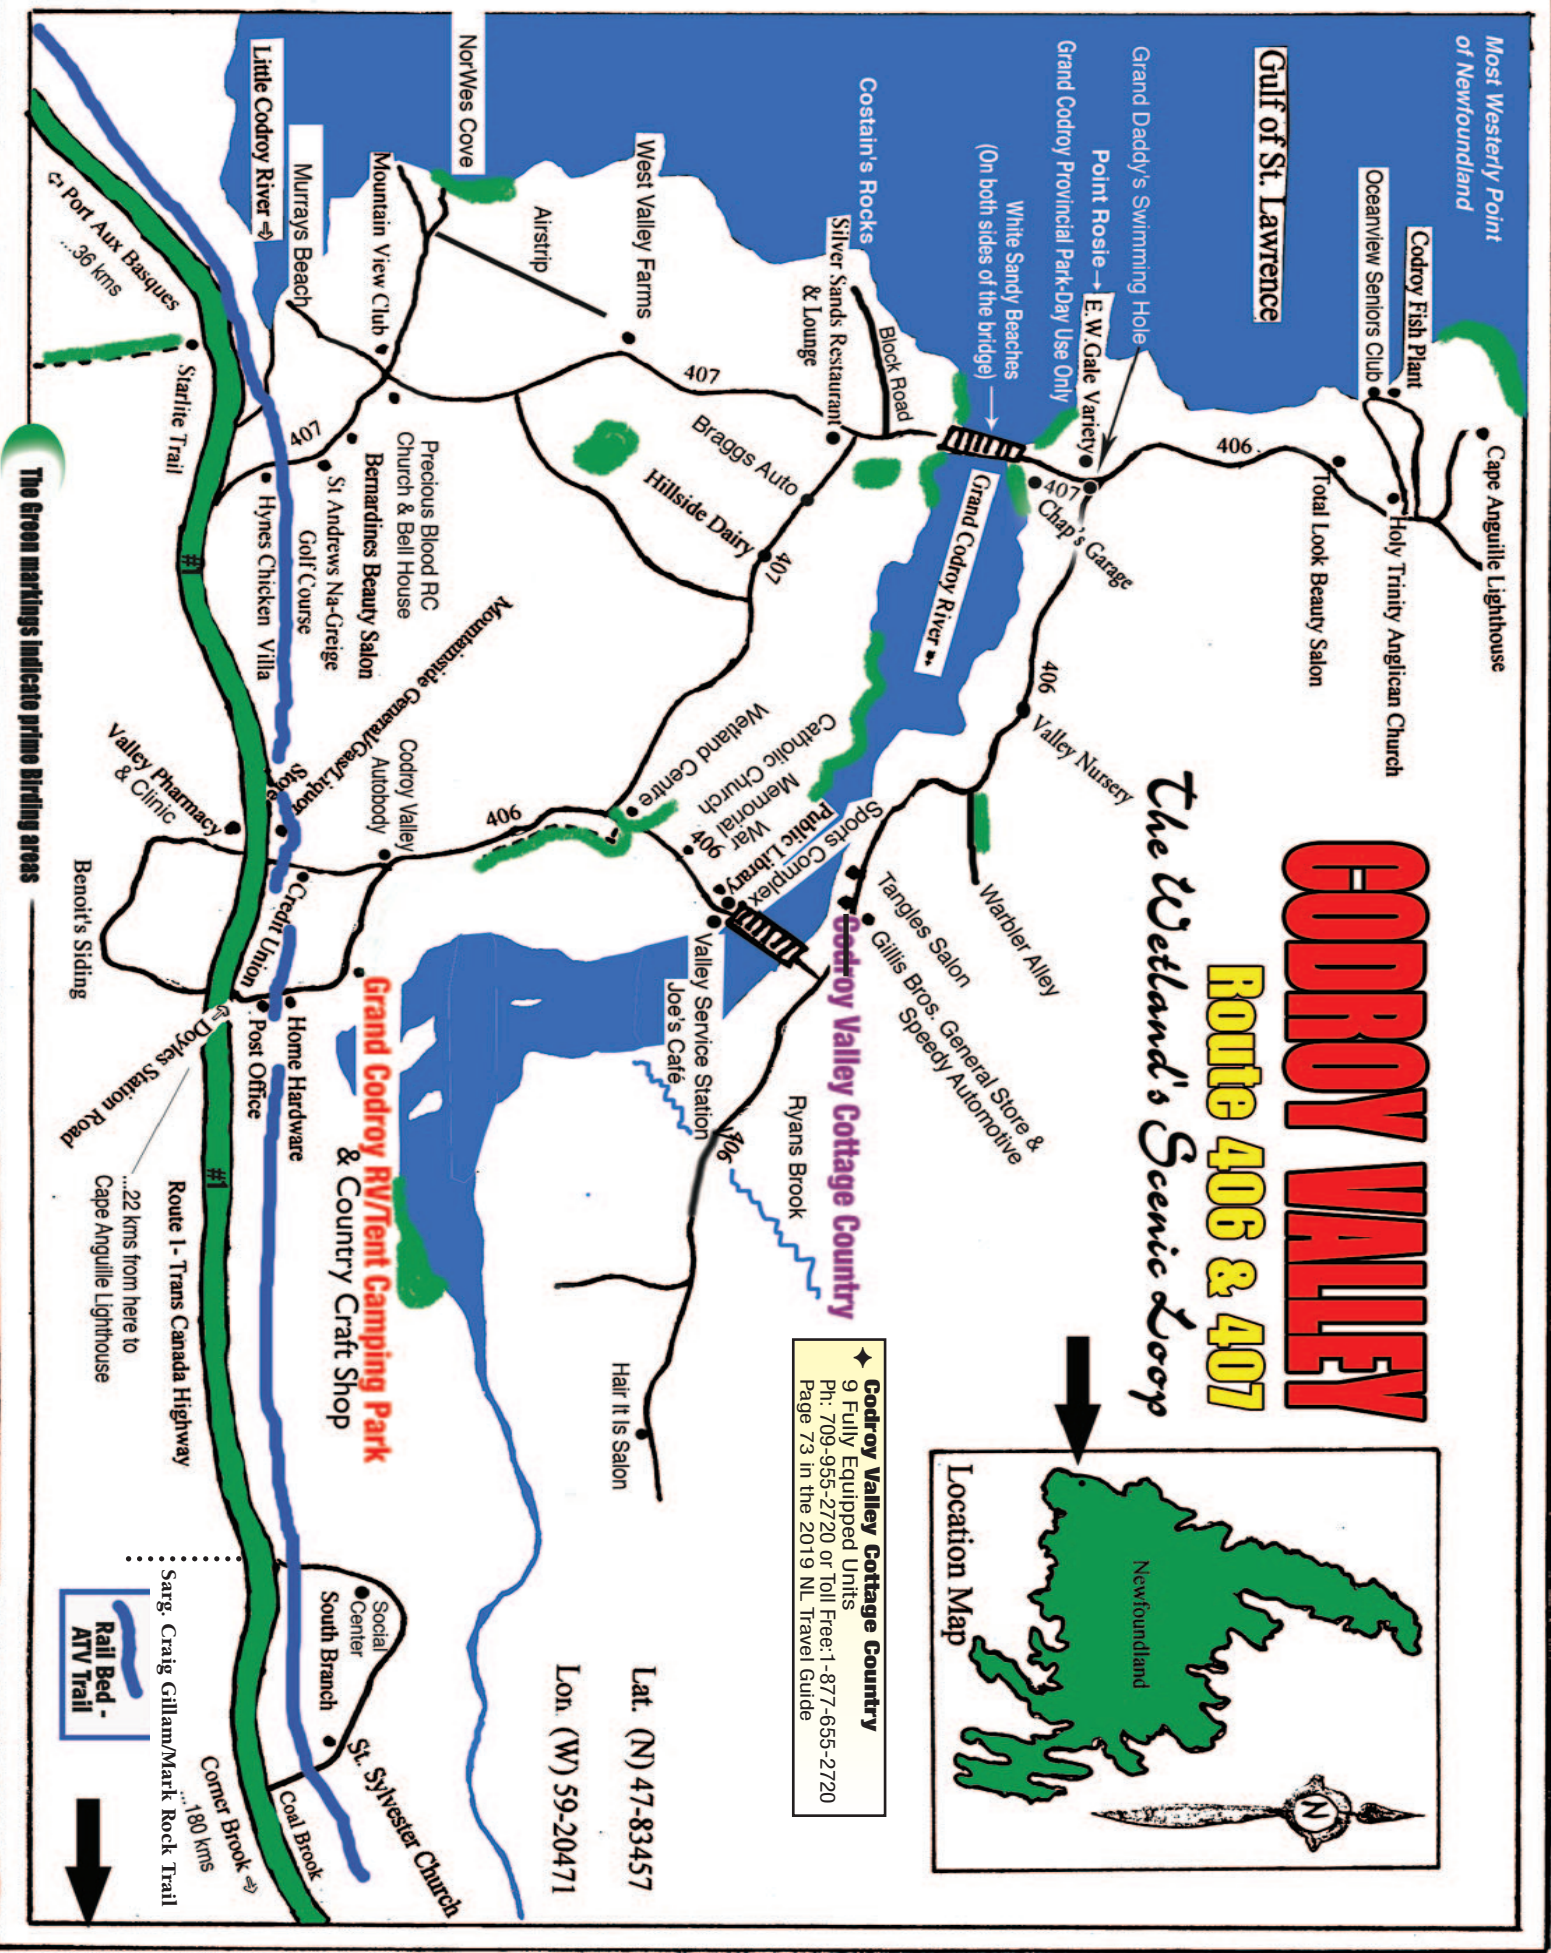 CODROY VALLEY
Route 406 & 407
The Wetland's Scenic Loop
Most Westerly Point
of Newfoundland
Gulf of St. Lawrence
Codroy Fish Plant
Oceanview Seniors Club
Cape Anguille Lighthouse
Holy Trinity Anglican Church
Total Look Beauty Salon
406
Grand Daddy's Swimming Hole
Point Rosie→
E.W.Gale Variety
Grand Codroy Provincial Park-Day Use Only
White Sandy Beaches
(On both sides of the bridge)
407
Chap's Garage
Grand Codroy River
406
Valley Nursery
Warbler Alley
Costain's Rocks
Block Road
Silver Sands Restaurant
& Lounge
407
Braggs Auto
Hillside Dairy
407
West Valley Farms
Airstrip
NorWes Cove
Mountain View Club
Murrays Beach
Little Codroy River ⇨
Precious Blood RC
Church & Bell House
Bernardines Beauty Salon
St Andrews Na-Greige
Golf Course
407
Hynes Chicken Villa
⇦ Port Aux Basques
...36 kms
Starlite Trail
#1
Mountainside General/Gas/Liquor
Store
Valley Pharmacy
& Clinic
Codroy Valley
Autobody
406
Wetland Centre
Catholic Church
Memorial
War
406
Public Library
Sports Complex
Tangles Salon
Gillis Bros. General Store &
Speedy Automotive
Codroy Valley Cottage Country
Valley Service Station
Joe's Café
Ryans Brook
406
Hair It Is Salon
Credit Union
Benoit's Siding
Home Hardware
Post Office
Doyles Station Road
...22 kms from here to
Cape Anguille Lighthouse
Grand Codroy RV/Tent Camping Park
& Country Craft Shop
#1
Route 1- Trans Canada Highway
Social
Center
South Branch
St. Sylvester Church
Coal Brook
Corner Brook ⇨
...180 kms
Sarg. Craig Gillam/Mark Rock Trail
Rail Bed -
ATV Trail
✦ Codroy Valley Cottage Country
9 Fully Equipped Units
Ph: 709-955-2720 or Toll Free:1-877-655-2720
Page 73 in the 2019 NL Travel Guide
Lat. (N) 47-83457
Lon. (W) 59-20471
Newfoundland
Location Map
N
The Green markings indicate prime Birding areas